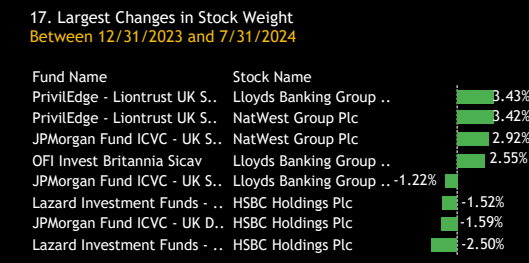 17. Largest Changes in Stock Weight
Between 12/31/2023 and 7/31/2024
Fund Name Stock Name
PrivilEdge - Liontrust UK S.. Lloyds Banking Group .. 3.43%
PrivilEdge - Liontrust UK S.. NatWest Group Plc 3.42%
JPMorgan Fund ICVC - UK S.. NatWest Group Plc 2.92%
OFI Invest Britannia Sicav Lloyds Banking Group .. 2.55%
JPMorgan Fund ICVC - UK S.. Lloyds Banking Group .. -1.22%
Lazard Investment Funds - .. HSBC Holdings Plc -1.52%
JPMorgan Fund ICVC - UK D.. HSBC Holdings Plc -1.59%
Lazard Investment Funds - .. HSBC Holdings Plc -2.50%